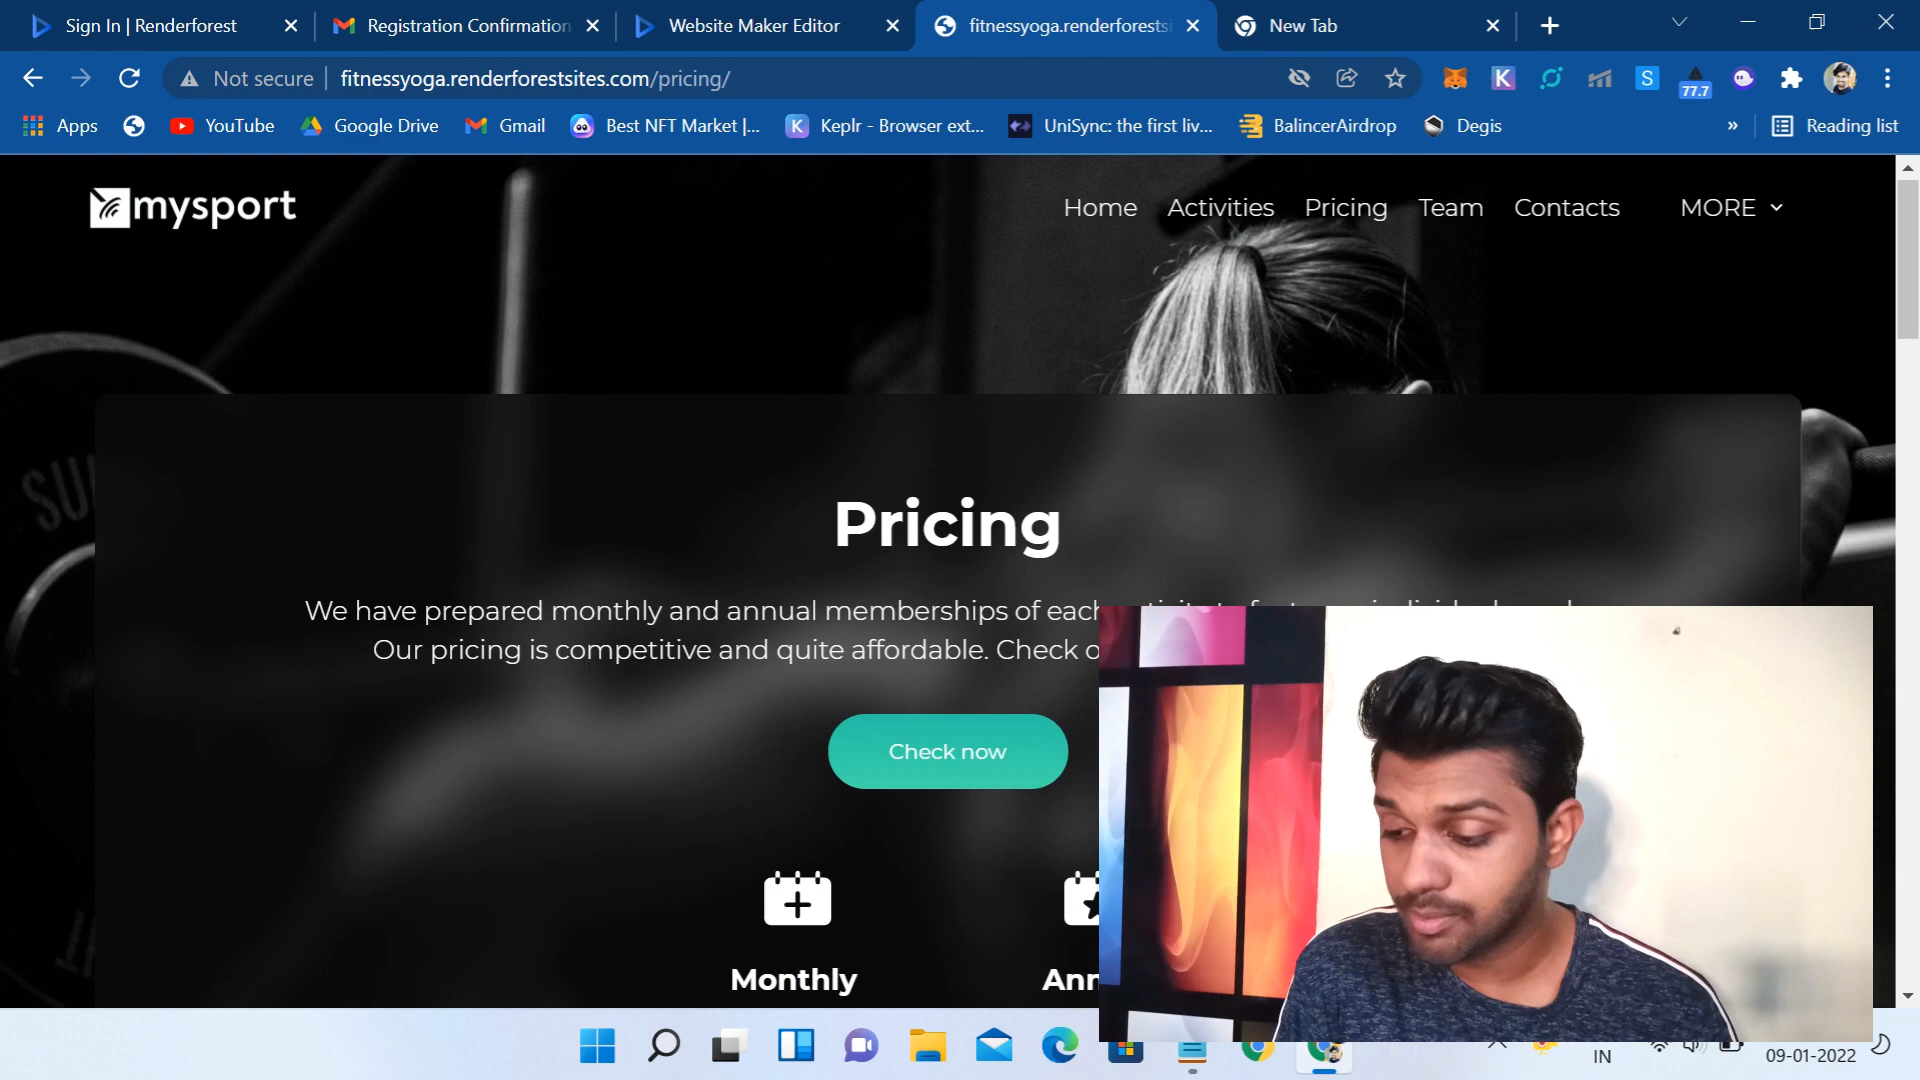 Sign In | Renderforest
Registration Confirmation
Website Maker Editor
fitnessyoga.renderforests
New Tab
Not secure
fitnessyoga.renderforestsites.com/pricing/
77.7
Apps
YouTube
Google Drive
Gmail
Best NFT Market |...
Keplr - Browser ext...
UniSync: the first liv...
BalincerAirdrop
Degis
»
Reading list
mysport
Home
Activities
Pricing
Team
Contacts
MORE
Pricing
We have prepared monthly and annual memberships of each
Our pricing is competitive and quite affordable. Check
Check now
Monthly
IN
09-01-2022